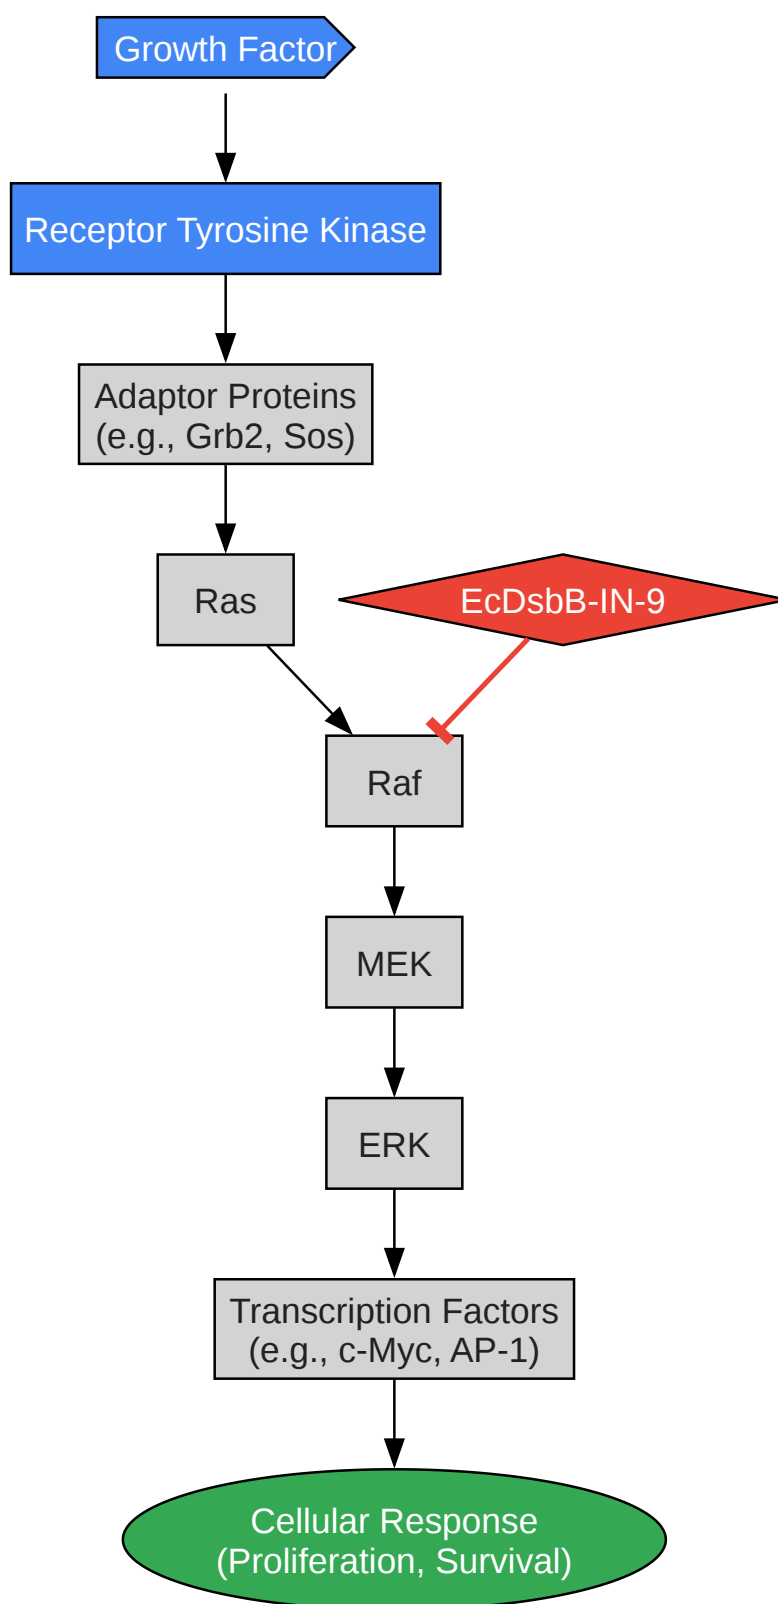 Growth Factor
Receptor Tyrosine Kinase
Adaptor Proteins
(e.g., Grb2, Sos)
Ras
EcDsbB-IN-9
Raf
MEK
ERK
Transcription Factors
(e.g., c-Myc, AP-1)
Cellular Response
(Proliferation, Survival)